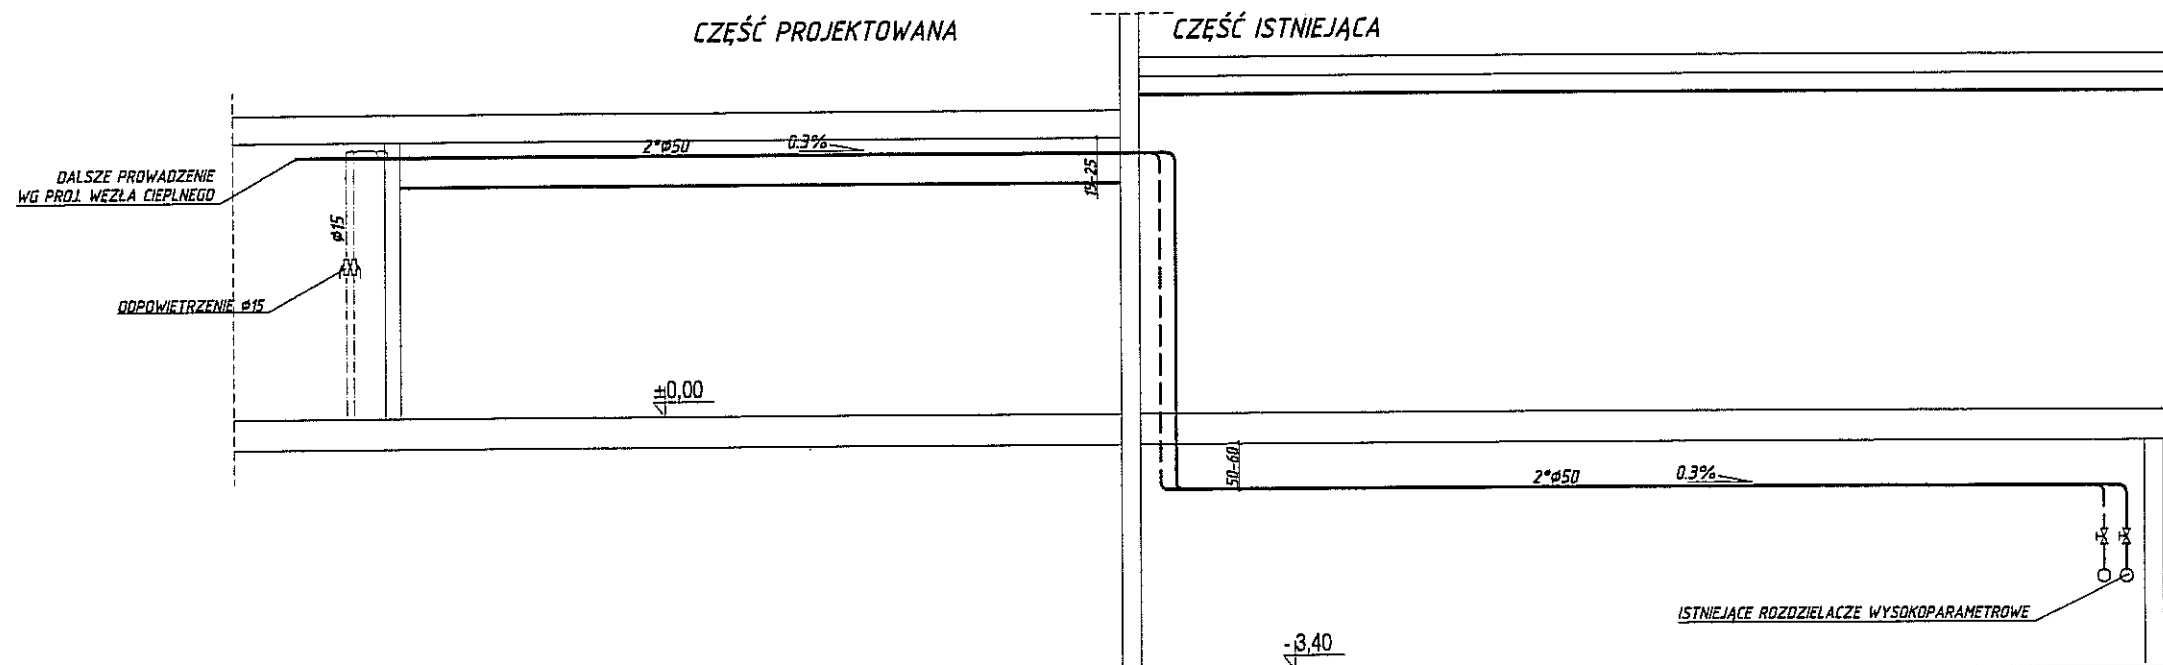 CZĘŚĆ PROJEKTOWANA
CZĘŚĆ ISTNIEJĄCA
2*ø50
0.3%
15-25
DALSZE PROWADZENIE
WG PROJ. WĘZŁA CIEPLNEGO
ø15
ODPOWIETRZENIE ø15
±0,00
50-60
2*ø50
0.3%
ISTNIEJĄCE ROZDZIELACZE WYSOKOPARAMETROWE
-3,40